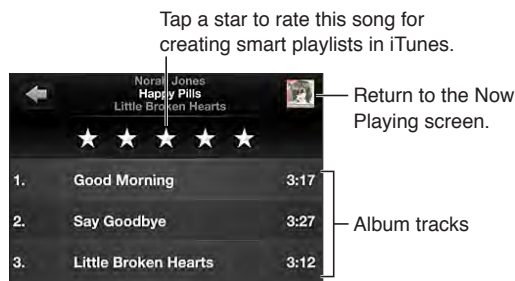 Tap a star to rate this song for
creating smart playlists in iTunes.
Norah Jones
Happy Pills
Little Broken Hearts
Return to the Now
Playing screen.
1. Good Morning 3:17
2. Say Goodbye 3:27
3. Little Broken Hearts 3:12
Album tracks